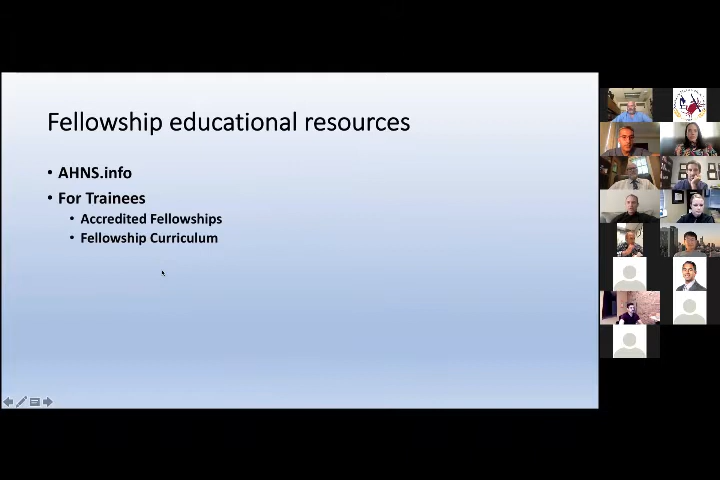 Fellowship educational resources
• AHNS.info
• For Trainees
• Accredited Fellowships
• Fellowship Curriculum